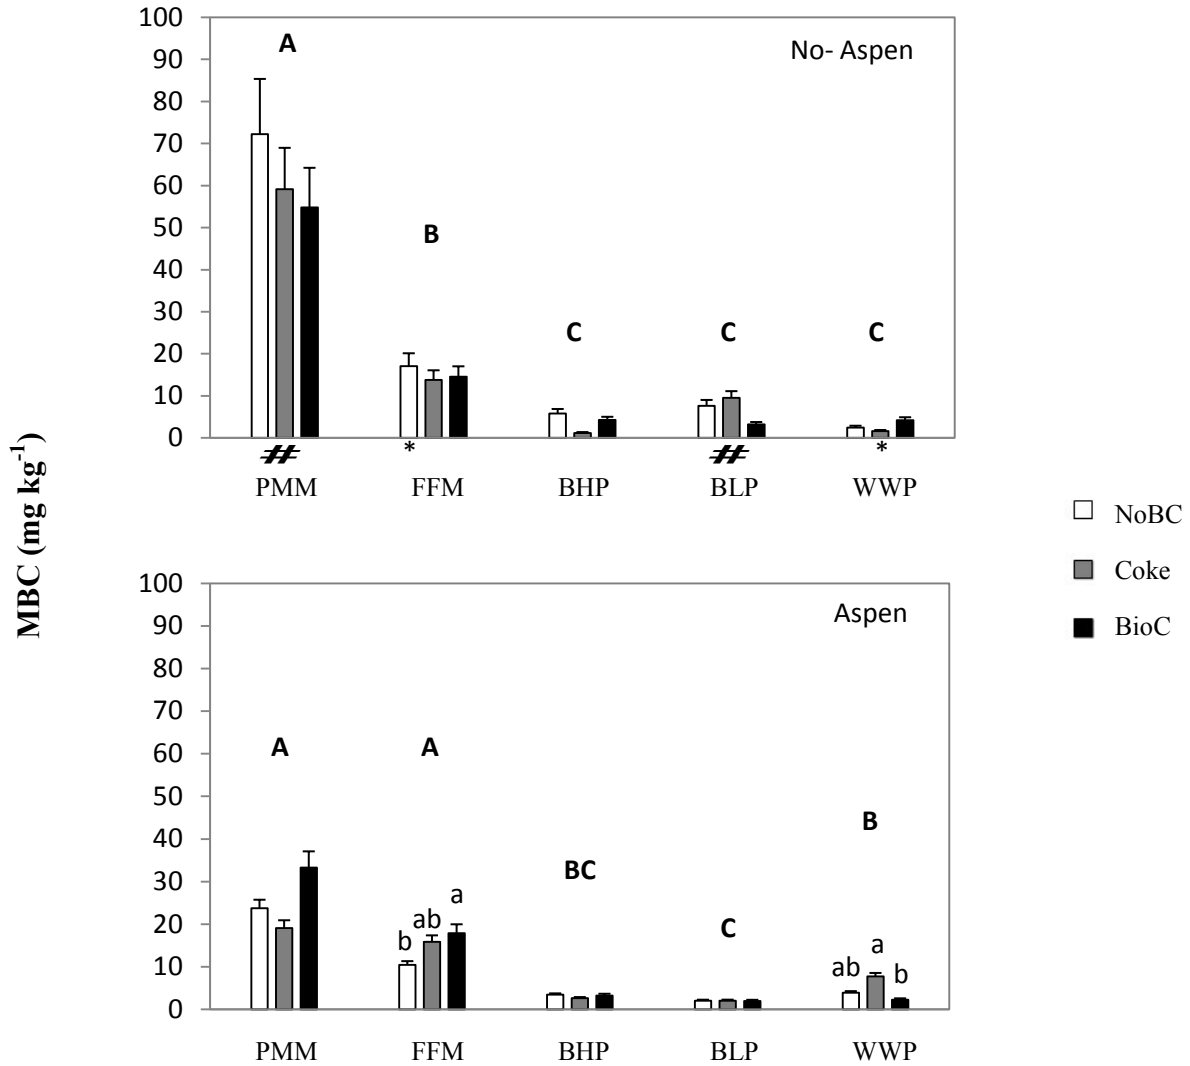 MBC (mg kg-1)
100
90
80
70
60
50
40
30
20
10
0
No- Aspen
A
B
C
C
C
# * # *
PMM FFM BHP BLP WWP
NoBC
Coke
BioC
100
90
80
70
60
50
40
30
20
10
0
Aspen
A A
B
BC
C
b ab a
ab a b
PMM FFM BHP BLP WWP